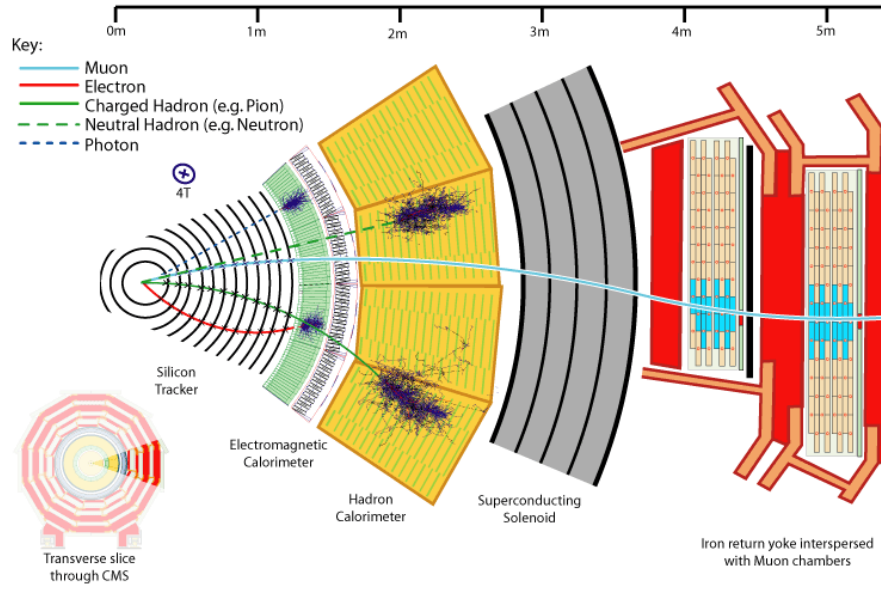 0m 1m 2m 3m 4m 5m
Key:
Muon
Electron
Charged Hadron (e.g. Pion)
Neutral Hadron (e.g. Neutron)
Photon
4T
Silicon
Tracker
Electromagnetic
Calorimeter
Hadron
Calorimeter
Superconducting
Solenoid
Iron return yoke interspersed
with Muon chambers
Transverse slice
through CMS